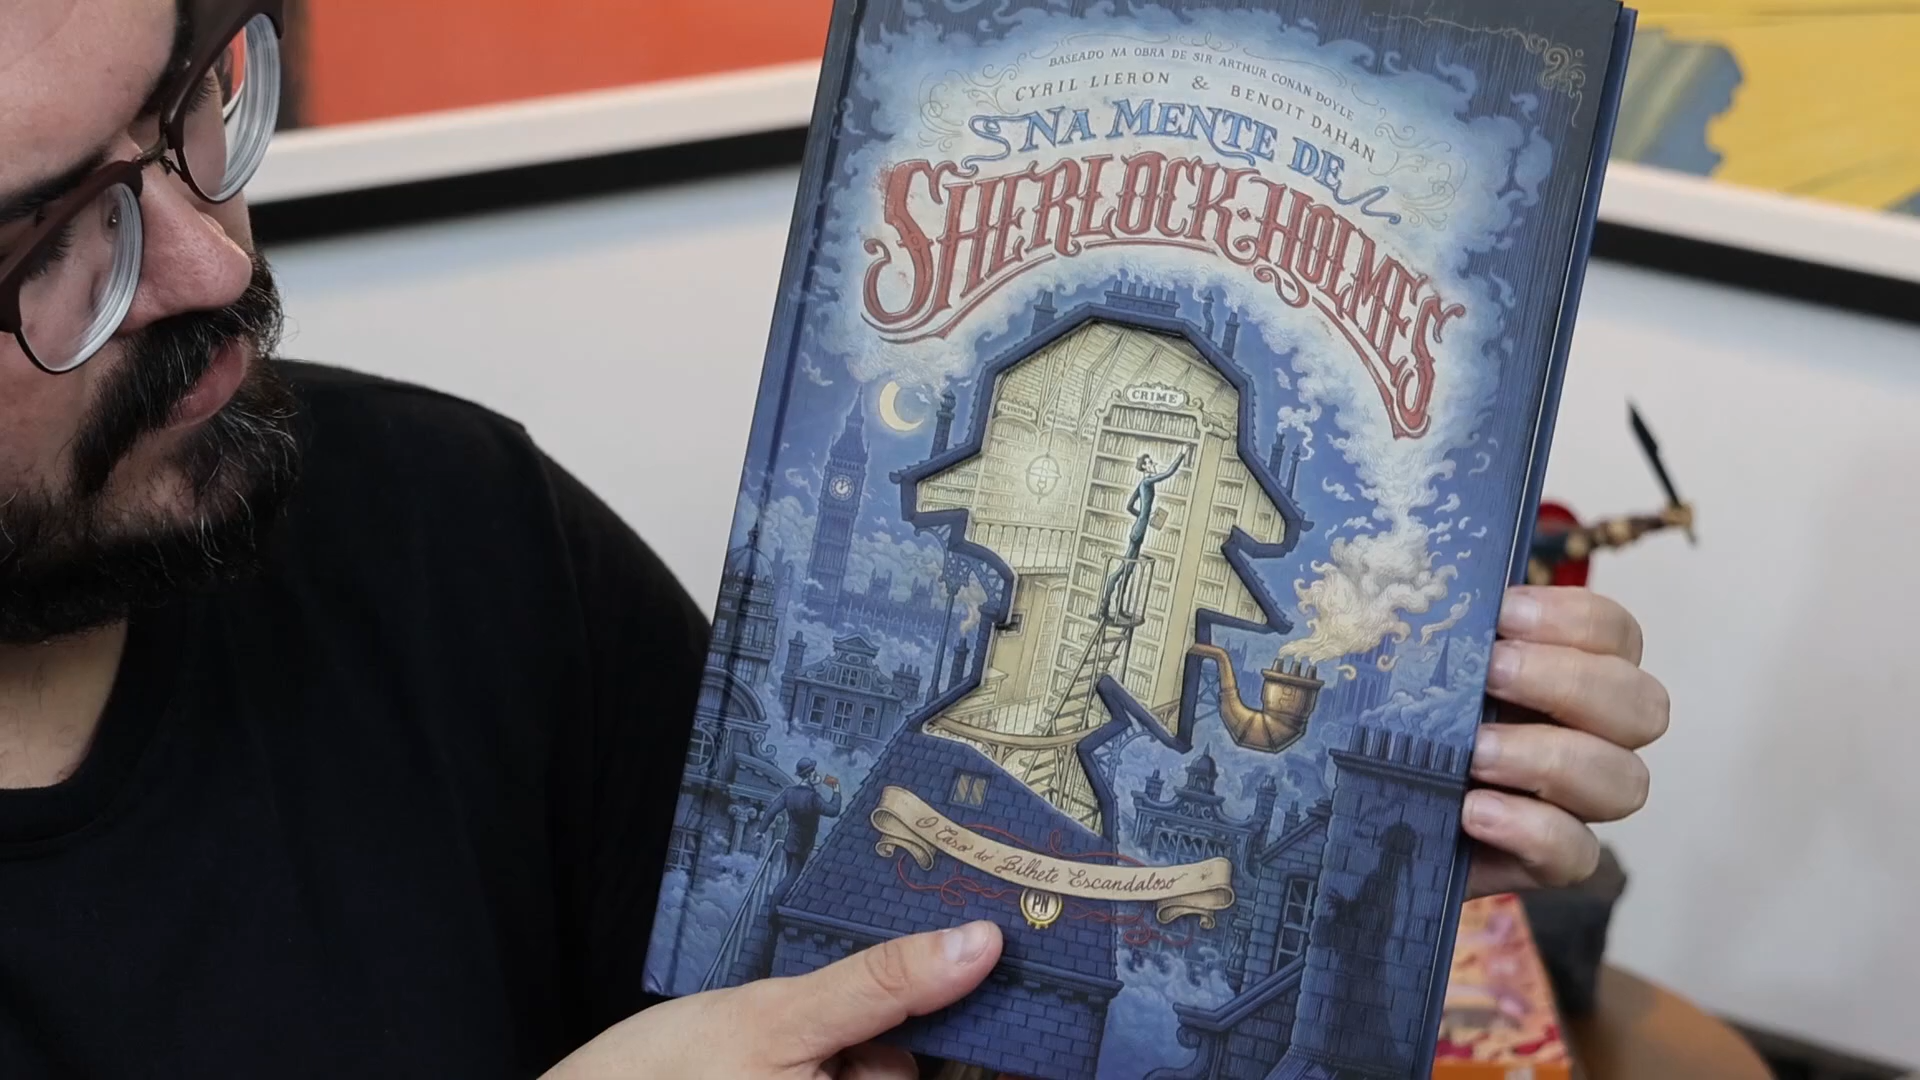 BASEADO NA OBRA DE SIR ARTHUR CONAN DOYLE
CYRIL LIERON & BENOIT DAHAN
NA MENTE DE
SHERLOCK·HOLMES
CRIME
O Caso do Bilhete Escandaloso
PN